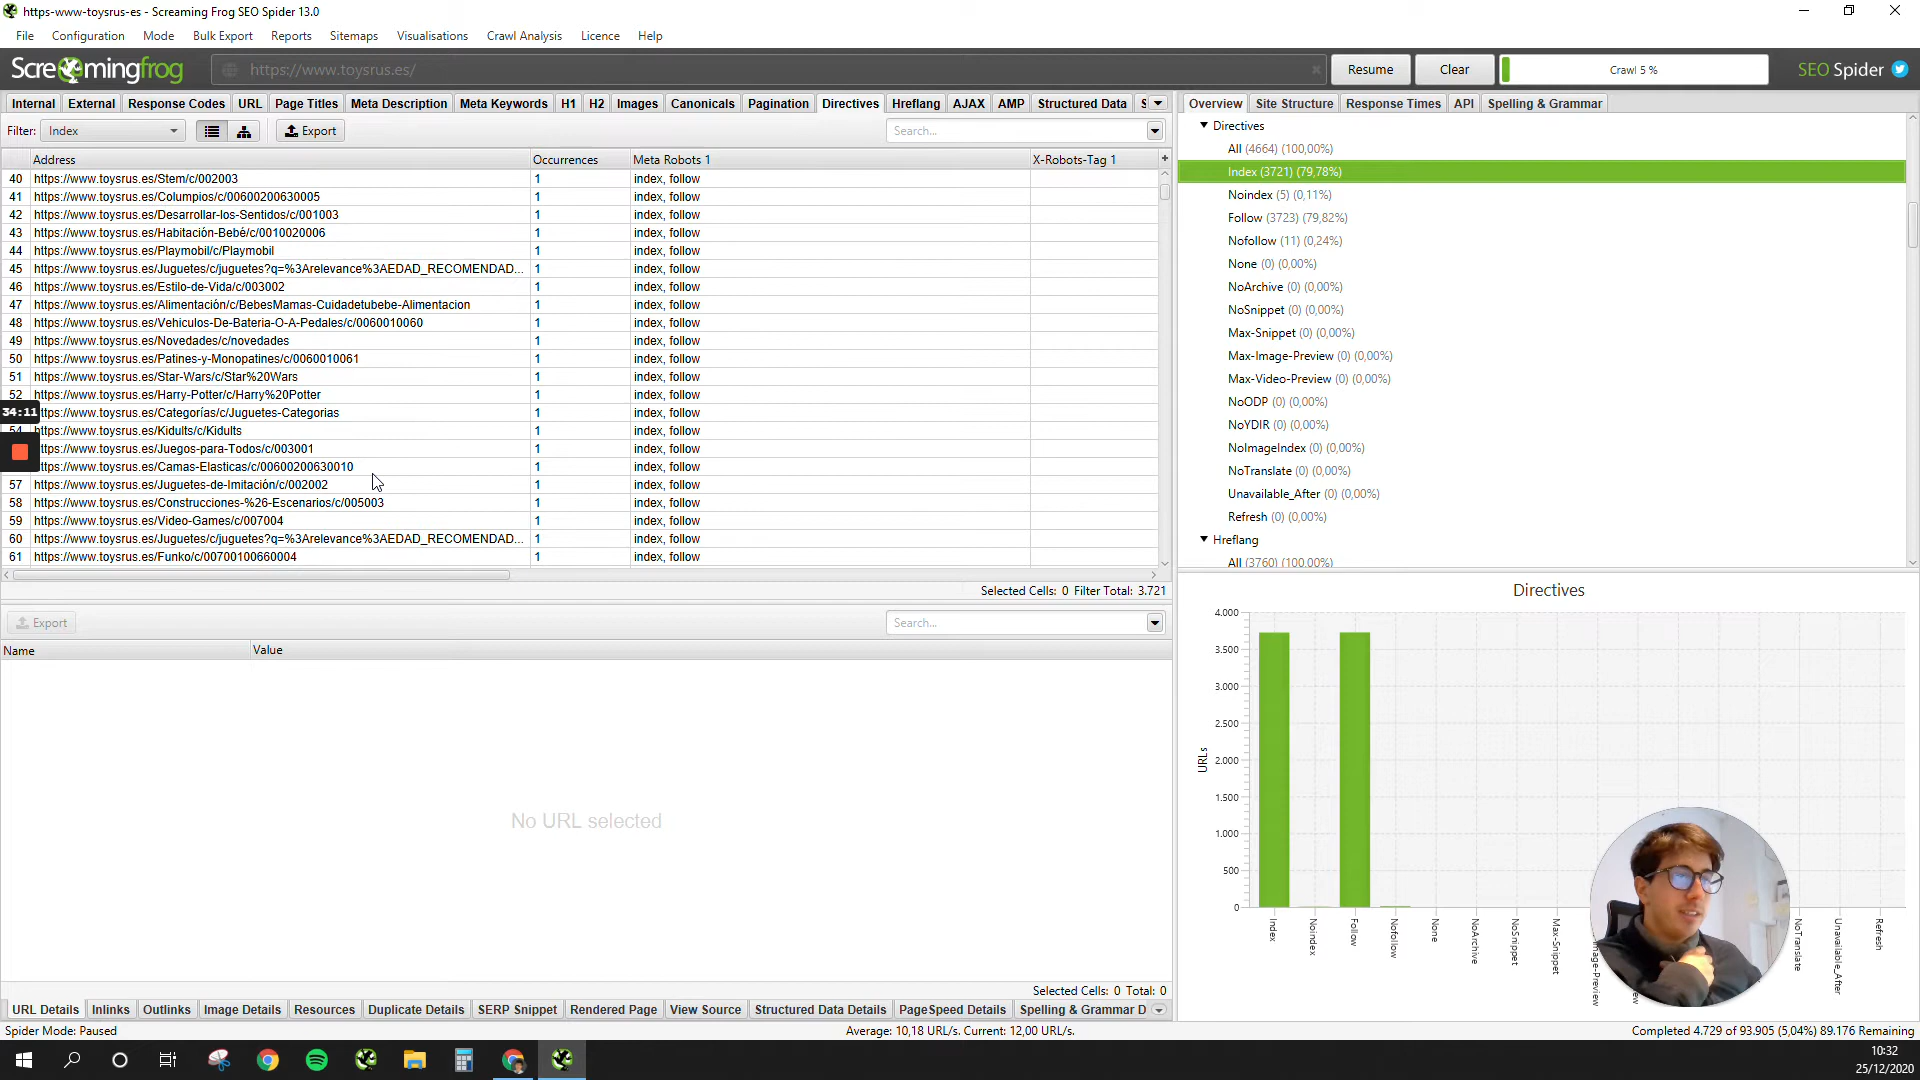 https-www-toysrus-es - Screaming Frog SEO Spider 13.0
File Configuration Mode Bulk Export Reports Sitemaps Visualisations Crawl Analysis Licence Help
Screamingfrog https://www.toysrus.es/ Resume Clear Crawl 5 % SEO Spider
Internal External Response Codes URL Page Titles Meta Description Meta Keywords H1 H2 Images Canonicals Pagination Directives Hreflang AJAX AMP Structured Data S
Filter: Index Export Search...
Address Occurrences Meta Robots 1 X-Robots-Tag 1 +
40 https://www.toysrus.es/Stem/c/002003 1 index, follow
41 https://www.toysrus.es/Columpios/c/00600200630005 1 index, follow
42 https://www.toysrus.es/Desarrollar-los-Sentidos/c/001003 1 index, follow
43 https://www.toysrus.es/Habitación-Bebé/c/0010020006 1 index, follow
44 https://www.toysrus.es/Playmobil/c/Playmobil 1 index, follow
45 https://www.toysrus.es/Juguetes/c/juguetes?q=%3Arelevance%3AEDAD_RECOMENDAD... 1 index, follow
46 https://www.toysrus.es/Estilo-de-Vida/c/003002 1 index, follow
47 https://www.toysrus.es/Alimentación/c/BebesMamas-Cuidadetubebe-Alimentacion 1 index, follow
48 https://www.toysrus.es/Vehiculos-De-Bateria-O-A-Pedales/c/0060010060 1 index, follow
49 https://www.toysrus.es/Novedades/c/novedades 1 index, follow
50 https://www.toysrus.es/Patines-y-Monopatines/c/0060010061 1 index, follow
51 https://www.toysrus.es/Star-Wars/c/Star%20Wars 1 index, follow
52 https://www.toysrus.es/Harry-Potter/c/Harry%20Potter 1 index, follow
34:11 ttps://www.toysrus.es/Categorías/c/Juguetes-Categorias 1 index, follow
54 https://www.toysrus.es/Kidults/c/Kidults 1 index, follow
ttps://www.toysrus.es/Juegos-para-Todos/c/003001 1 index, follow
ttps://www.toysrus.es/Camas-Elasticas/c/00600200630010 1 index, follow
57 https://www.toysrus.es/Juguetes-de-Imitación/c/002002 1 index, follow
58 https://www.toysrus.es/Construcciones-%26-Escenarios/c/005003 1 index, follow
59 https://www.toysrus.es/Video-Games/c/007004 1 index, follow
60 https://www.toysrus.es/Juguetes/c/juguetes?q=%3Arelevance%3AEDAD_RECOMENDAD... 1 index, follow
61 https://www.toysrus.es/Funko/c/00700100660004 1 index, follow
Selected Cells: 0 Filter Total: 3.721
Export Search...
Name Value
No URL selected
Selected Cells: 0 Total: 0
URL Details Inlinks Outlinks Image Details Resources Duplicate Details SERP Snippet Rendered Page View Source Structured Data Details PageSpeed Details Spelling & Grammar D
Overview Site Structure Response Times API Spelling & Grammar
Directives
All (4664) (100,00%)
Index (3721) (79,78%)
Noindex (5) (0,11%)
Follow (3723) (79,82%)
Nofollow (11) (0,24%)
None (0) (0,00%)
NoArchive (0) (0,00%)
NoSnippet (0) (0,00%)
Max-Snippet (0) (0,00%)
Max-Image-Preview (0) (0,00%)
Max-Video-Preview (0) (0,00%)
NoODP (0) (0,00%)
NoYDIR (0) (0,00%)
NoImageIndex (0) (0,00%)
NoTranslate (0) (0,00%)
Unavailable_After (0) (0,00%)
Refresh (0) (0,00%)
Hreflang
All (3760) (100,00%)
Directives
4.000
3.500
3.000
2.500
2.000
1.500
1.000
500
0
URLs
Index Noindex Follow Nofollow None NoArchive NoSnippet Max-Snippet Image-Preview NoTranslate Unavailable_After Refresh
Spider Mode: Paused Average: 10,18 URL/s. Current: 12,00 URL/s. Completed 4.729 of 93.905 (5,04%) 89.176 Remaining
10:32
25/12/2020